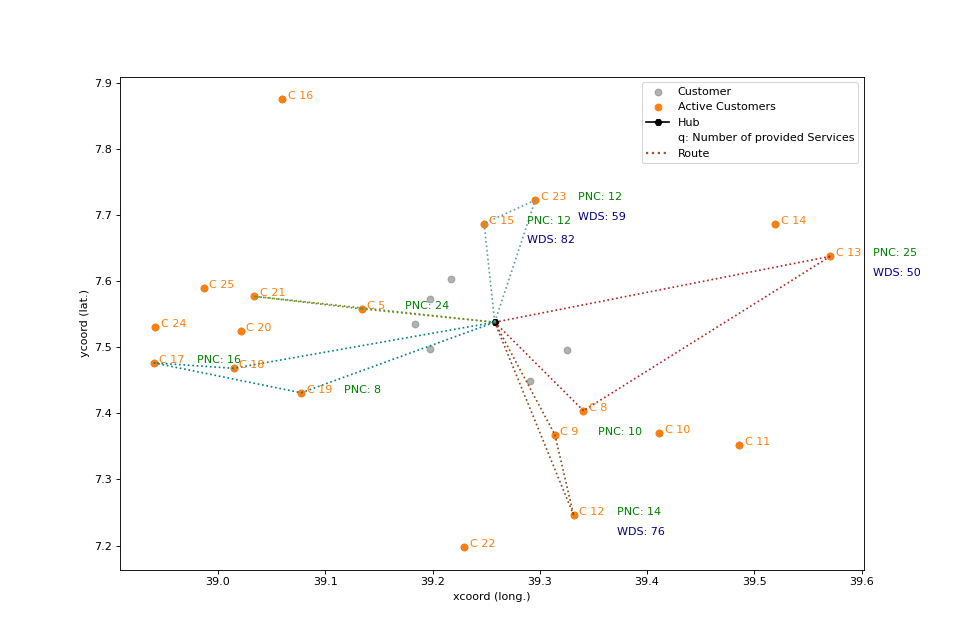 7.9
7.8
7.7
7.6
7.5
7.4
7.3
7.2
ycoord (lat.)
39.0
39.1
39.2
39.3
39.4
39.5
39.6
xcoord (long.)
Customer
Active Customers
Hub
q: Number of provided Services
Route
C 16
C 23 PNC: 12
WDS: 59
C 15 PNC: 12
WDS: 82
C 14
C 13 PNC: 25
WDS: 50
C 25
C 21
C 5 PNC: 24
C 24
C 20
C 17 PNC: 16
C 18
C 19 PNC: 8
C 8
C 9 PNC: 10
C 10
C 11
C 12 PNC: 14
WDS: 76
C 22